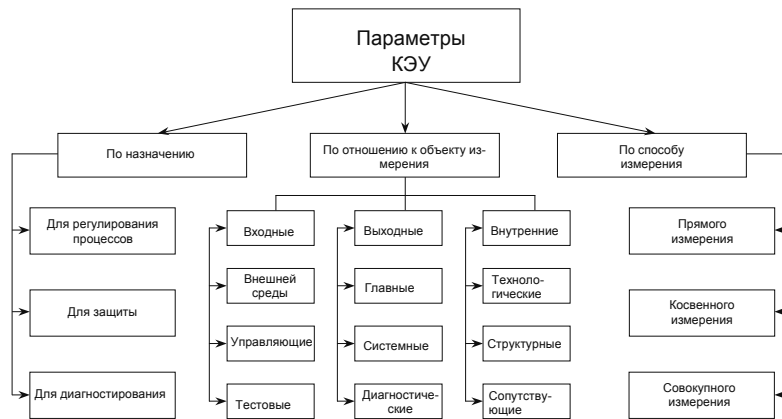 Параметры
КЭУ
По назначению
По отношению к объекту из-
мерения
По способу
измерения
Для регулирования
процессов
Для защиты
Для диагностирования
Входные
Внешней
среды
Управляющие
Тестовые
Выходные
Главные
Системные
Диагностиче-
ские
Внутренние
Техноло-
гические
Структурные
Сопутству-
ющие
Прямого
измерения
Косвенного
измерения
Совокупного
измерения